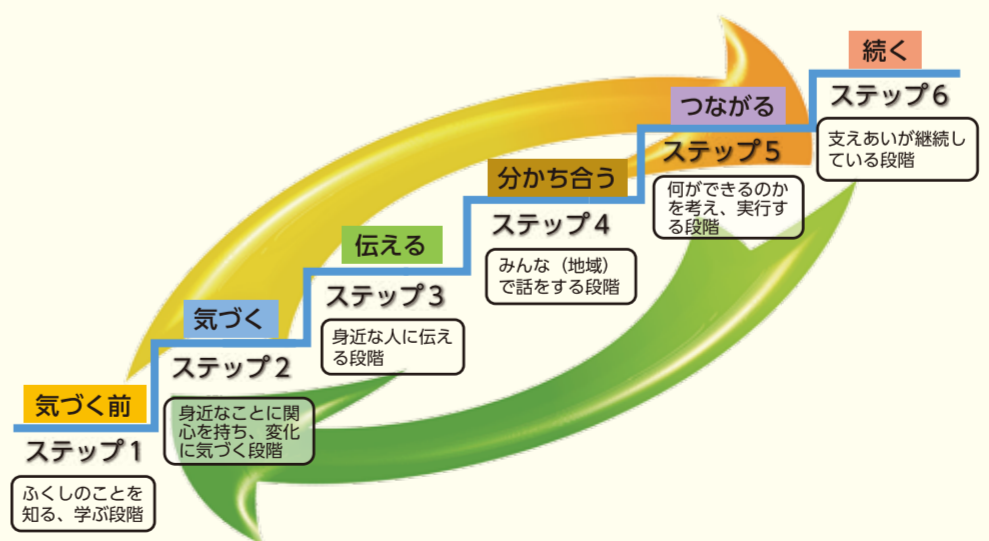 気づく前
ステップ1
ふくしのことを
知る、学ぶ段階
気づく
ステップ2
身近なことに関
心を持ち、変化
に気づく段階
伝える
ステップ3
身近な人に伝え
る段階
分かち合う
ステップ4
みんな（地域）
で話をする段階
つながる
ステップ5
何ができるのか
を考え、実行す
る段階
続く
ステップ6
支えあいが継続し
ている段階